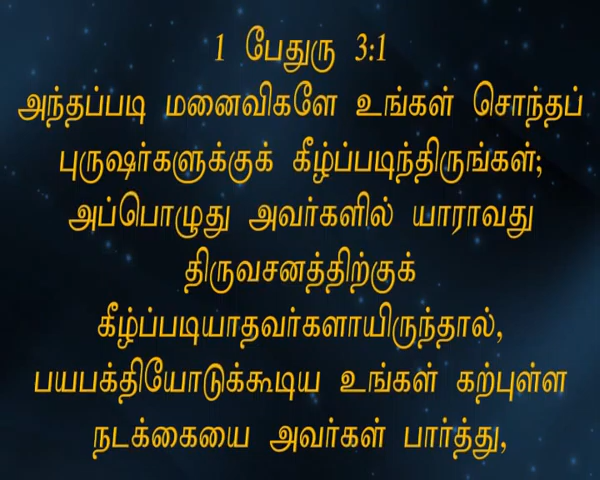 1 பேதுரு 3:1
அந்தப்படி மனைவிகளே உங்கள் சொந்தப்
புருஷர்களுக்குக் கீழ்ப்படிந்திருங்கள்;
அப்பொழுது அவர்களில் யாராவது
திருவசனத்திற்குக்
கீழ்ப்படியாதவர்களாயிருந்தால்,
பயபக்தியோடுக்கூடிய உங்கள் கற்புள்ள
நடக்கையை அவர்கள் பார்த்து,